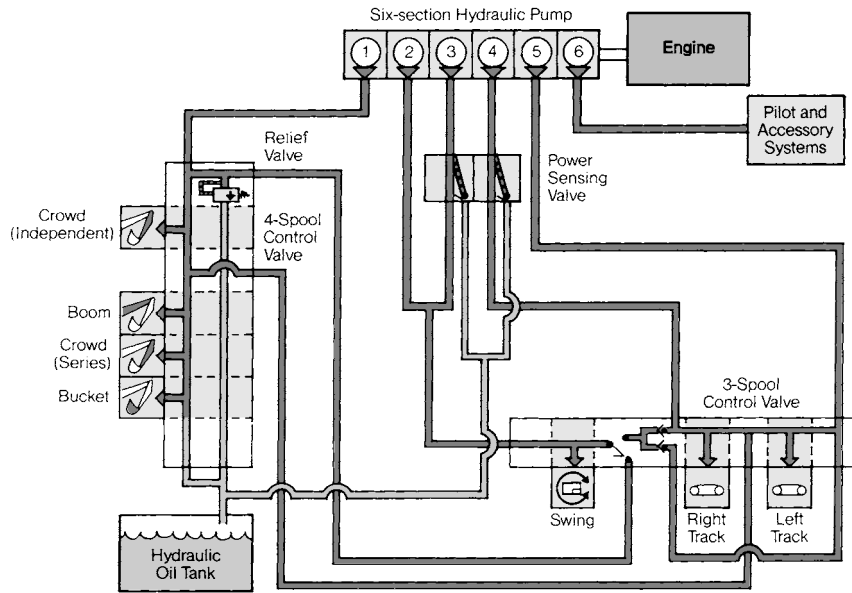 Six-section Hydraulic Pump
1
2
3
4
5
6
Engine
Pilot and
Accessory
Systems
Relief
Valve
Power
Sensing
Valve
Crowd
(Independent)
4-Spool
Control
Valve
Boom
Crowd
(Series)
Bucket
3-Spool
Control Valve
Swing
Right
Track
Left
Track
Hydraulic
Oil Tank